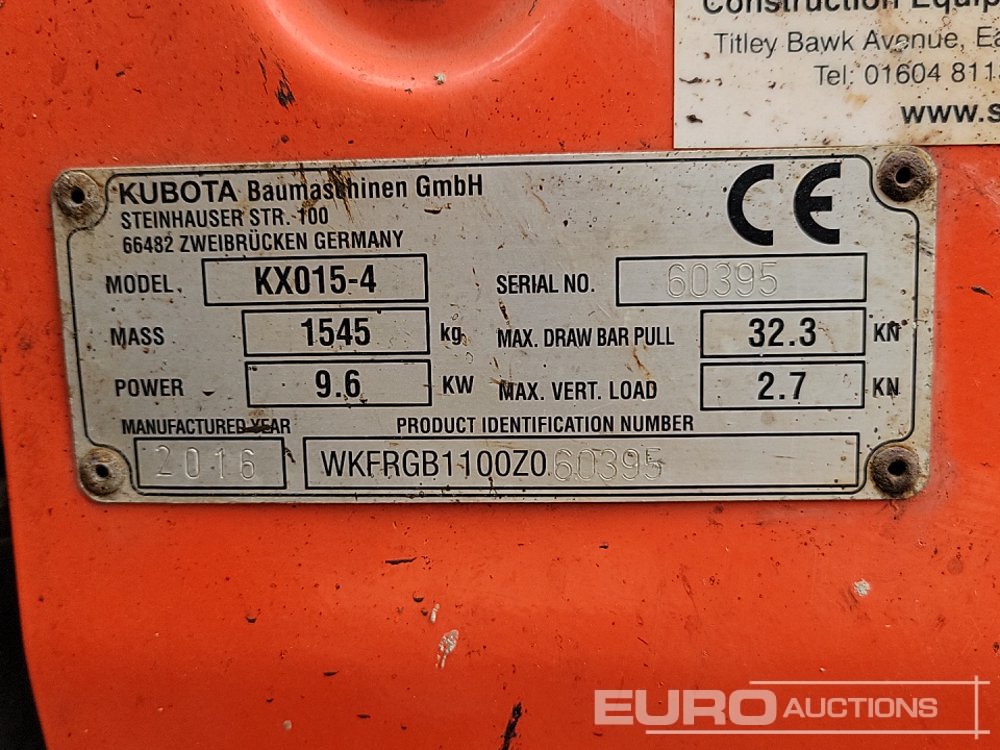 Construction Equip
Titley Bawk Avenue, Ea
Tel: 01604 811
www.s
KUBOTA Baumaschinen GmbH
STEINHAUSER STR. 100
66482 ZWEIBRÜCKEN GERMANY
CE
MODEL. KX015-4 SERIAL NO. 60395
MASS 1545 kg MAX. DRAW BAR PULL 32.3 KN
POWER 9.6 KW MAX. VERT. LOAD 2.7 KN
MANUFACTURED YEAR PRODUCT IDENTIFICATION NUMBER
2016 WKFRGB1100Z060395
EURO AUCTIONS